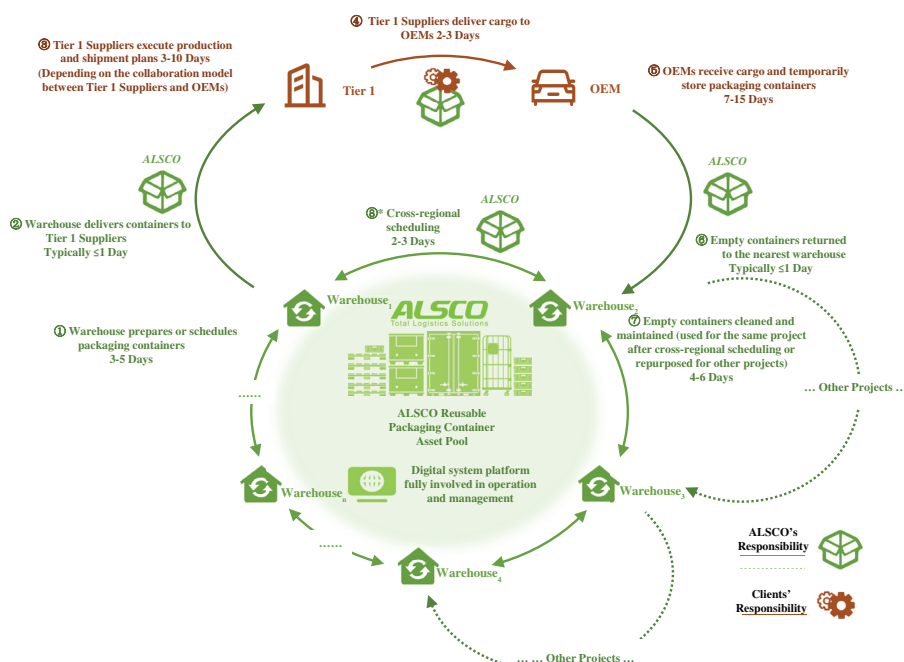 ④ Tier 1 Suppliers deliver cargo to
OEMs 2-3 Days
③ Tier 1 Suppliers execute production
and shipment plans 3-10 Days
(Depending on the collaboration model
between Tier 1 Suppliers and OEMs)
Tier 1
OEM
⑤ OEMs receive cargo and temporarily
store packaging containers
7-15 Days
ALSCO
ALSCO
ALSCO
② Warehouse delivers containers to
Tier 1 Suppliers
Typically ≤1 Day
⑧* Cross-regional
scheduling
2-3 Days
⑥ Empty containers returned
to the nearest warehouse
Typically ≤1 Day
Warehouse1
ALSCO
Total Logistics Solutions
Warehouse2
① Warehouse prepares or schedules
packaging containers
3-5 Days
⑦ Empty containers cleaned and
maintained (used for the same project
after cross-regional scheduling or
repurposed for other projects)
4-6 Days
... Other Projects ..
......
ALSCO Reusable
Packaging Container
Asset Pool
Digital system platform
fully involved in operation
and management
Warehousen
Warehouse3
......
Warehouse4
ALSCO's
Responsibility
Clients'
Responsibility
... ... Other Projects ...